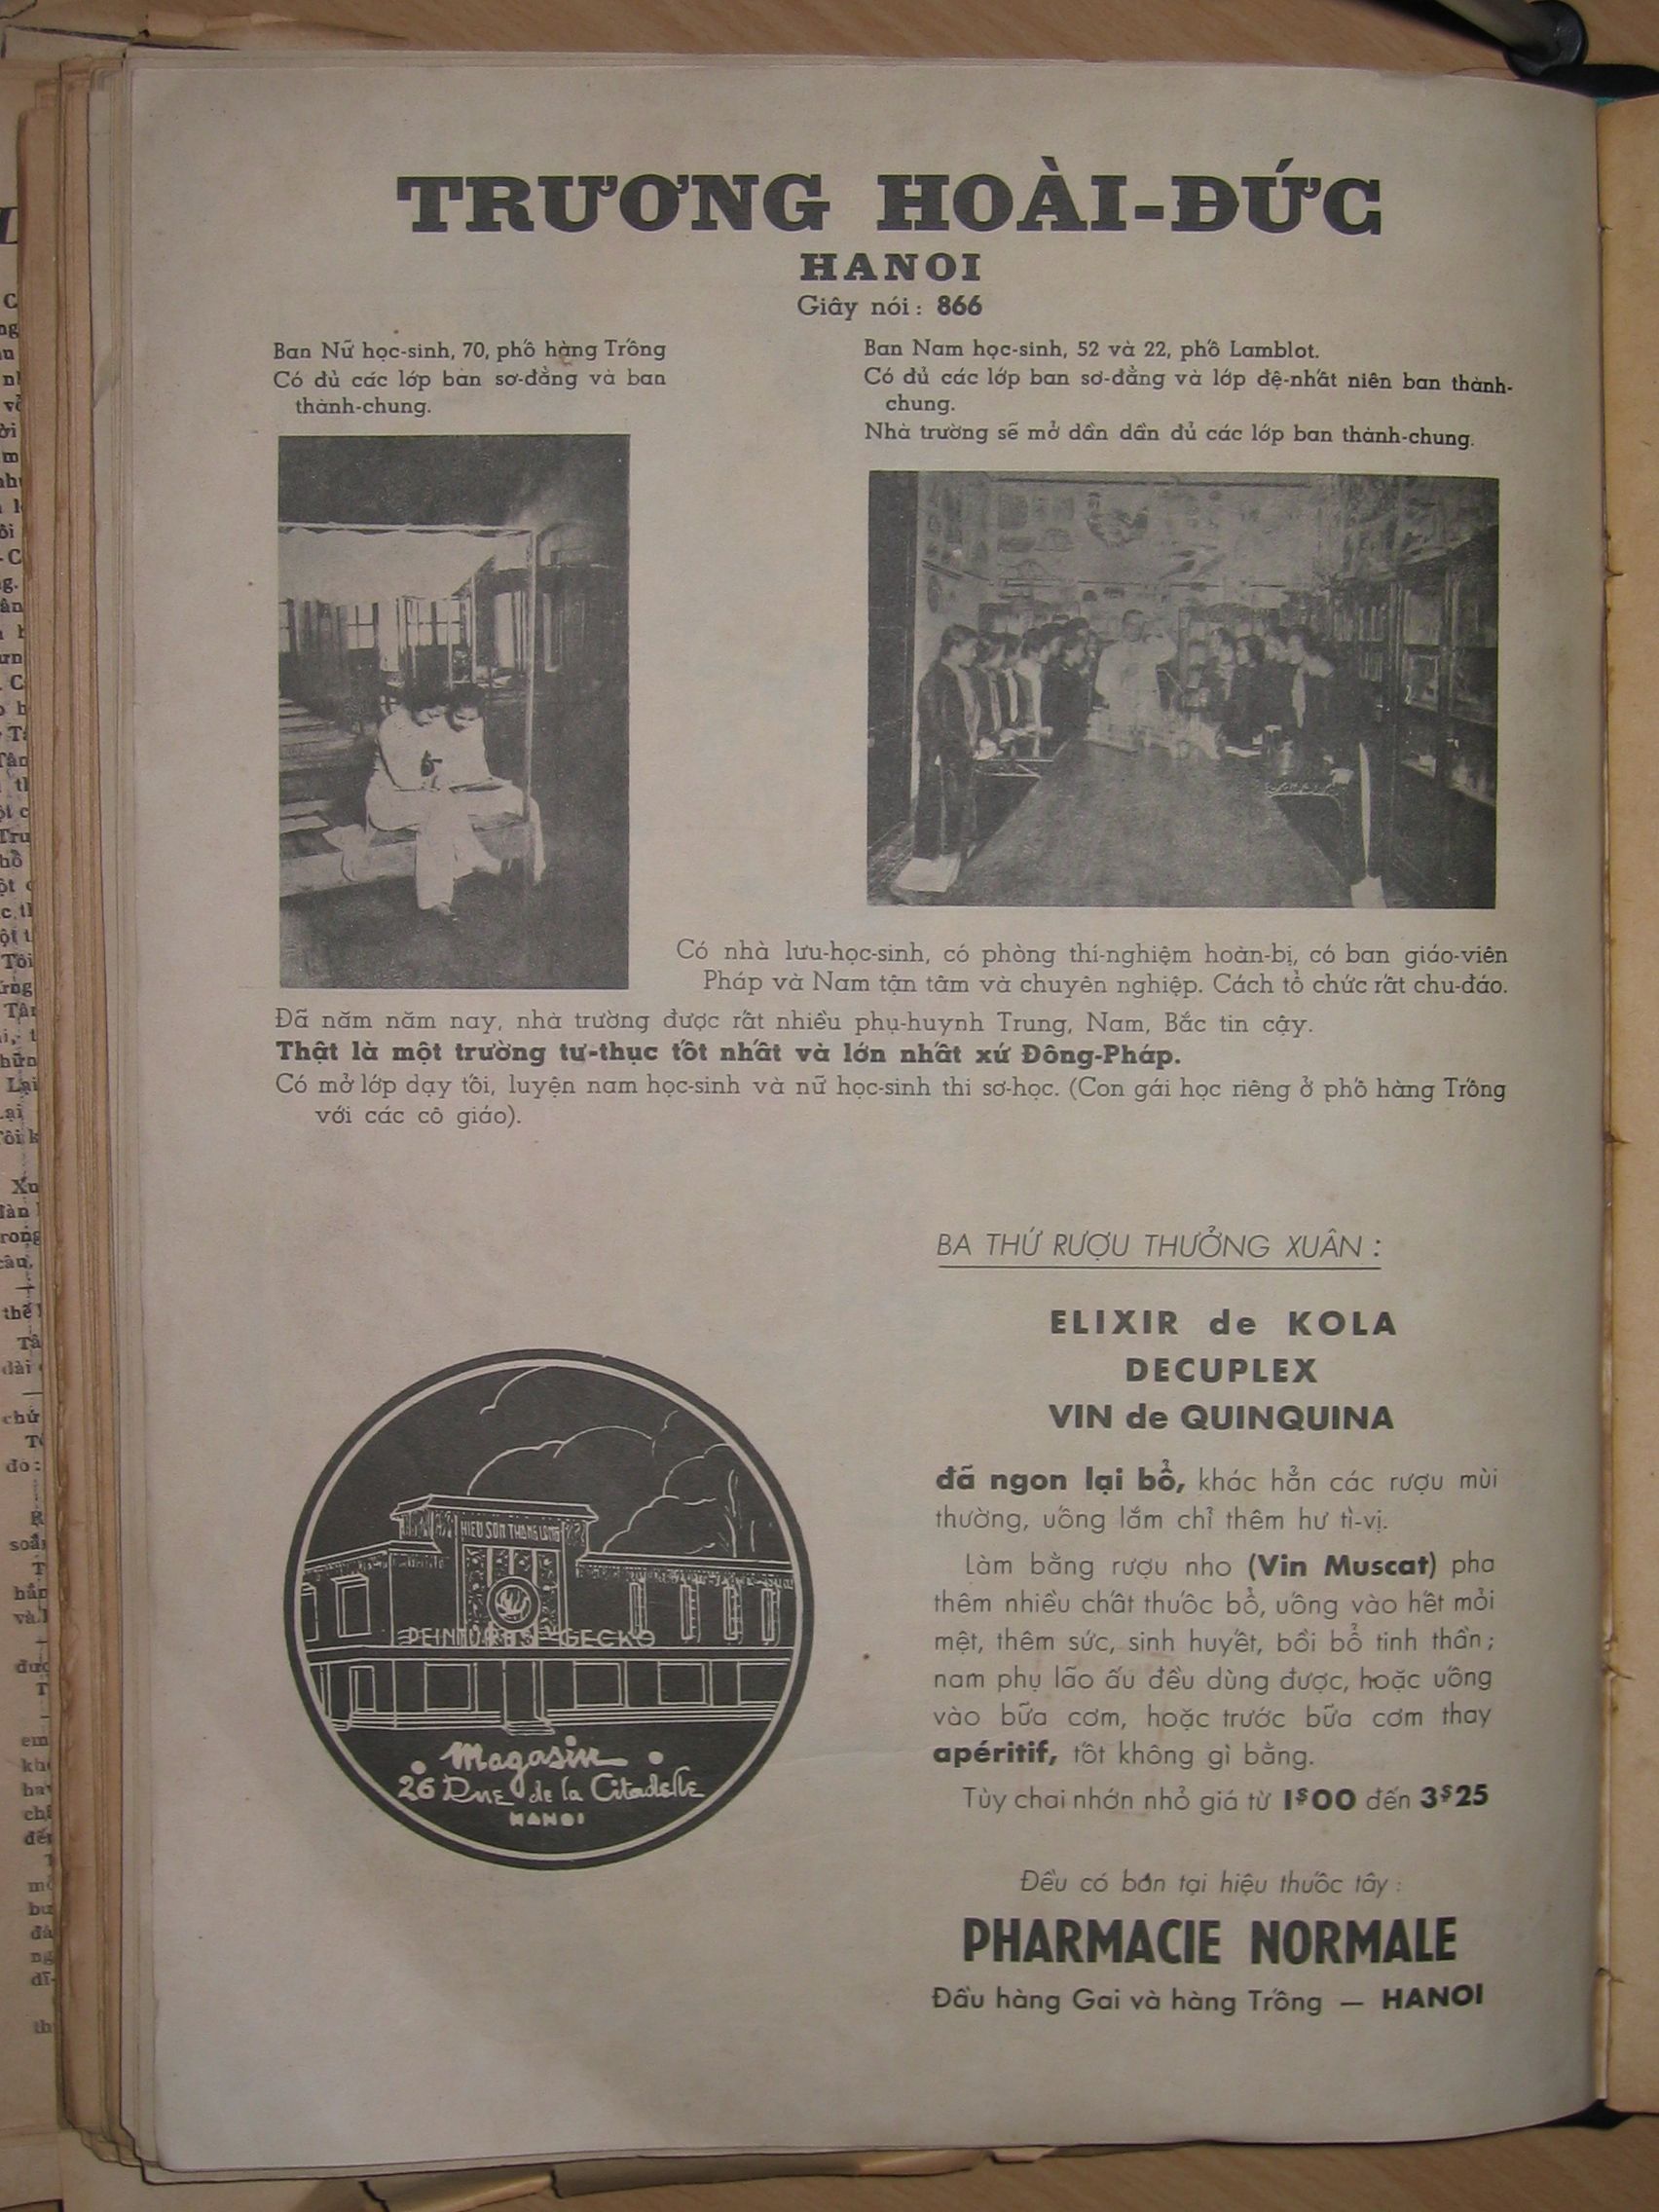 TRƯƠNG HOÀI-ĐỨC
HANOI
Giây nói : 866
Ban Nữ học-sinh, 70, phố hàng Trống
Có đủ các lớp ban sơ-đẳng và ban
thành-chung.
Ban Nam học-sinh, 52 và 22, phố Lamblot.
Có đủ các lớp ban sơ-đẳng và lớp đệ-nhất niên ban thành-
chung.
Nhà trường sẽ mở dần dần đủ các lớp ban thành-chung.
Có nhà lưu-học-sinh, có phòng thí-nghiệm hoàn-bị, có ban giáo-viên
Pháp và Nam tận tâm và chuyên nghiệp. Cách tổ chức rất chu-đáo.
Đã năm năm nay, nhà trường được rất nhiều phụ-huynh Trung, Nam, Bắc tin cậy.
Thật là một trường tư-thục tốt nhất và lớn nhất xứ Đông-Pháp.
Có mở lớp dạy tối, luyện nam học-sinh và nữ học-sinh thi sơ-học. (Con gái học riêng ở phố hàng Trống
với các cô giáo).
HIEU SON THANG LONG
PEINTURES GECKO
Magasin
26 Rue de la Citadelle
HANOI
BA THỨ RƯỢU THƯỞNG XUÂN :
ELIXIR de KOLA
DECUPLEX
VIN de QUINQUINA
đã ngon lại bổ, khác hẳn các rượu mùi
thường, uống lắm chỉ thêm hư tì-vị.
Làm bằng rượu nho (Vin Muscat) pha
thêm nhiều chất thuốc bổ, uống vào hết mỏi
mệt, thêm sức, sinh huyết, bồi bổ tinh thần ;
nam phụ lão ấu đều dùng được, hoặc uống
vào bữa cơm, hoặc trước bữa cơm thay
apéritif, tốt không gì bằng.
Tùy chai nhớn nhỏ giá từ 1$00 đến 3$25
Đều có bán tại hiệu thuốc tây :
PHARMACIE NORMALE
Đầu hàng Gai và hàng Trống — HANOI